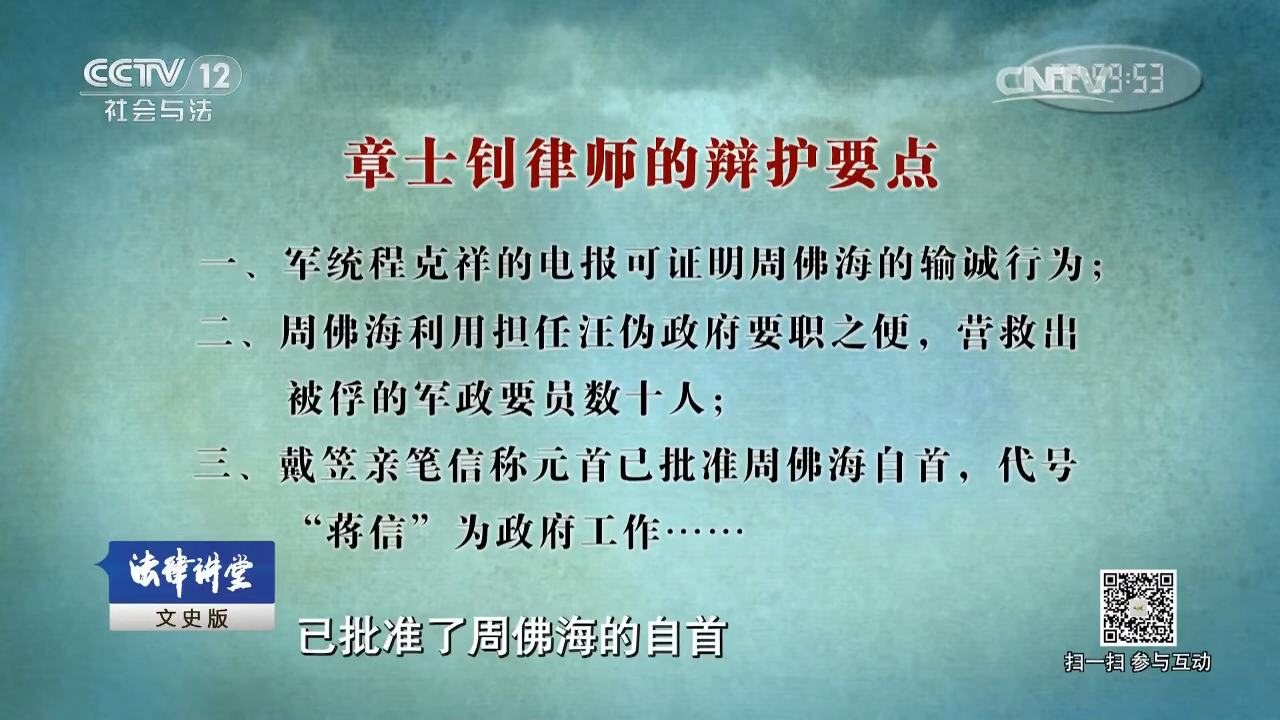 CCTV 12
社会与法
章士钊律师的辩护要点
一、军统程克祥的电报可证明周佛海的输诚行为；
二、周佛海利用担任汪伪政府要职之便，营救出
被俘的军政要员数十人；
三、戴笠亲笔信称元首已批准周佛海自首，代号
“蒋信”为政府工作……
法律讲堂
文史版
已批准了周佛海的自首
扫一扫 参与互动